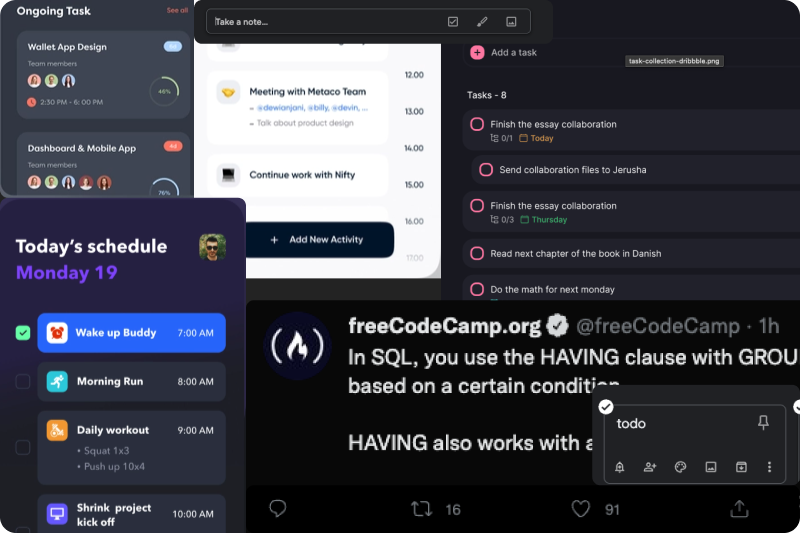 Ongoing Task
See all
Wallet App Design
Team members
46%
2:30 PM - 6: 00 PM
Dashboard & Mobile App
Team members
76%
Take a note...
12.00
Meeting with Metaco Team
@dewianjani, @billy, @devin, ...
Talk about product design
13.00
14.00
Continue work with Nifty
15.00
16.00
Add New Activity
17.00
Add a task
task-collection-dribbble.png
Tasks - 8
Finish the essay collaboration
0/1 Today
Send collaboration files to Jerusha
Finish the essay collaboration
0/3 Thursday
Read next chapter of the book in Danish
Do the math for next monday
Today's schedule
Monday 19
Wake up Buddy 7:00 AM
Morning Run 8:00 AM
Daily workout 9:00 AM
• Squat 1x3
• Push up 10x4
Shrink project
kick off
10:00 AM
freeCodeCamp.org @freeCodeCamp · 1h
In SQL, you use the HAVING clause with GROU
based on a certain condition
HAVING also works with a
16
91
todo